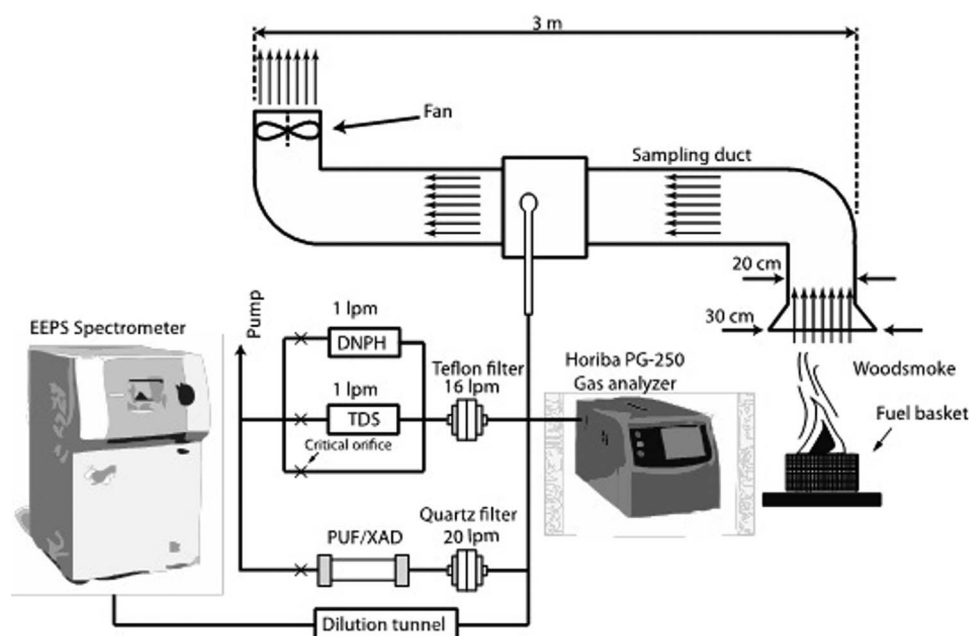 3 m
Fan
Sampling duct
20 cm
30 cm
EEPS Spectrometer
Pump
1 lpm
DNPH
1 lpm
TDS
Critical orifice
Teflon filter
16 lpm
Horiba PG-250
Gas analyzer
Woodsmoke
Fuel basket
PUF/XAD
Quartz filter
20 lpm
Dilution tunnel